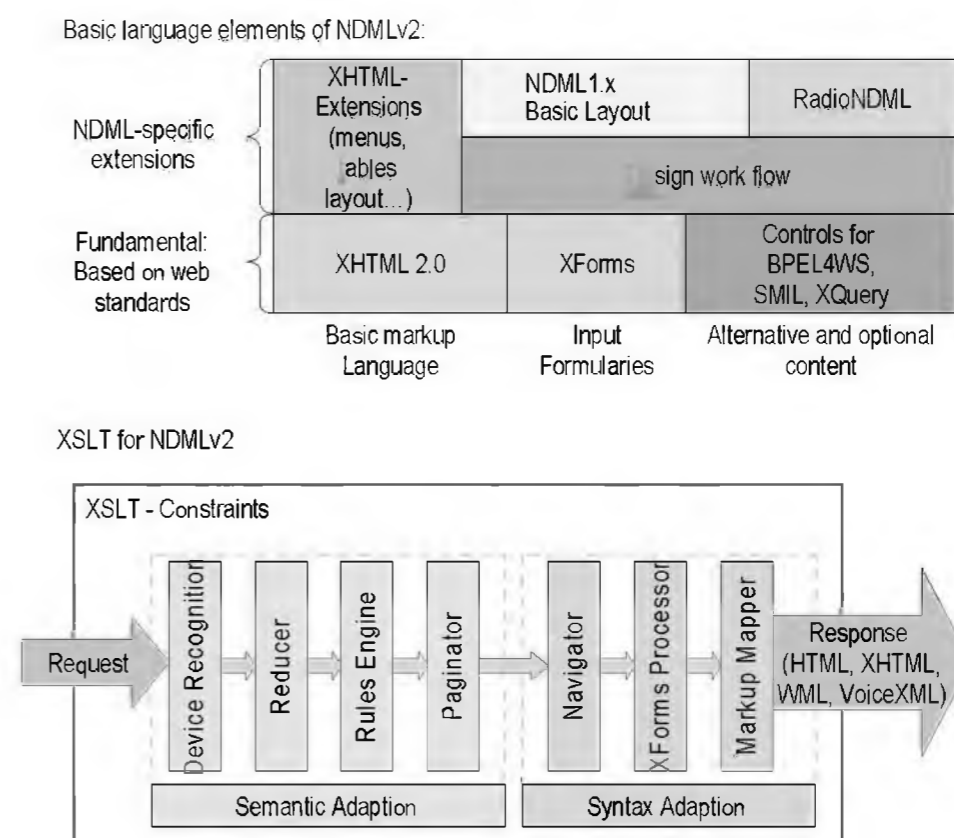 Basic language elements of NDMLv2:
NDML-specific
extensions
XHTML-
Extensions
(menus,
ables
layout...)
NDML1.x
Basic Layout
RadioNDML
sign work flow
Fundamental:
Based on web
standards
XHTML 2.0
XForms
Controls for
BPEL4WS,
SMIL, XQuery
Basic markup
Language
Input
Formularies
Alternative and optional
content
XSLT for NDMLv2
XSLT - Constraints
Request
Device Recognition
Reducer
Rules Engine
Paginator
Navigator
XForms Processor
Markup Mapper
Response
(HTML, XHTML,
WML, VoiceXML)
Semantic Adaption
Syntax Adaption